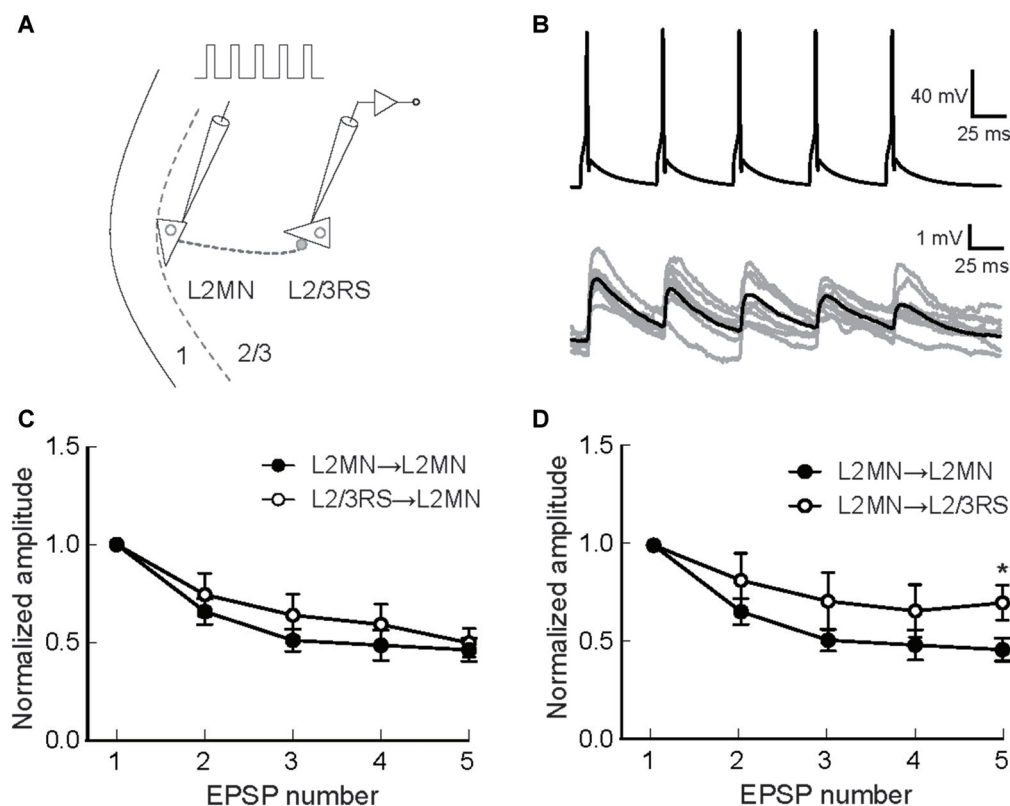 A
L2MN
L2/3RS
1
2/3
B
40 mV
25 ms
1 mV
25 ms
C
1.5
1.0
0.5
0.0
Normalized amplitude
L2MN→L2MN
L2/3RS→L2MN
1 2 3 4 5
EPSP number
D
1.5
1.0
0.5
0.0
Normalized amplitude
L2MN→L2MN
L2MN→L2/3RS
*
1 2 3 4 5
EPSP number